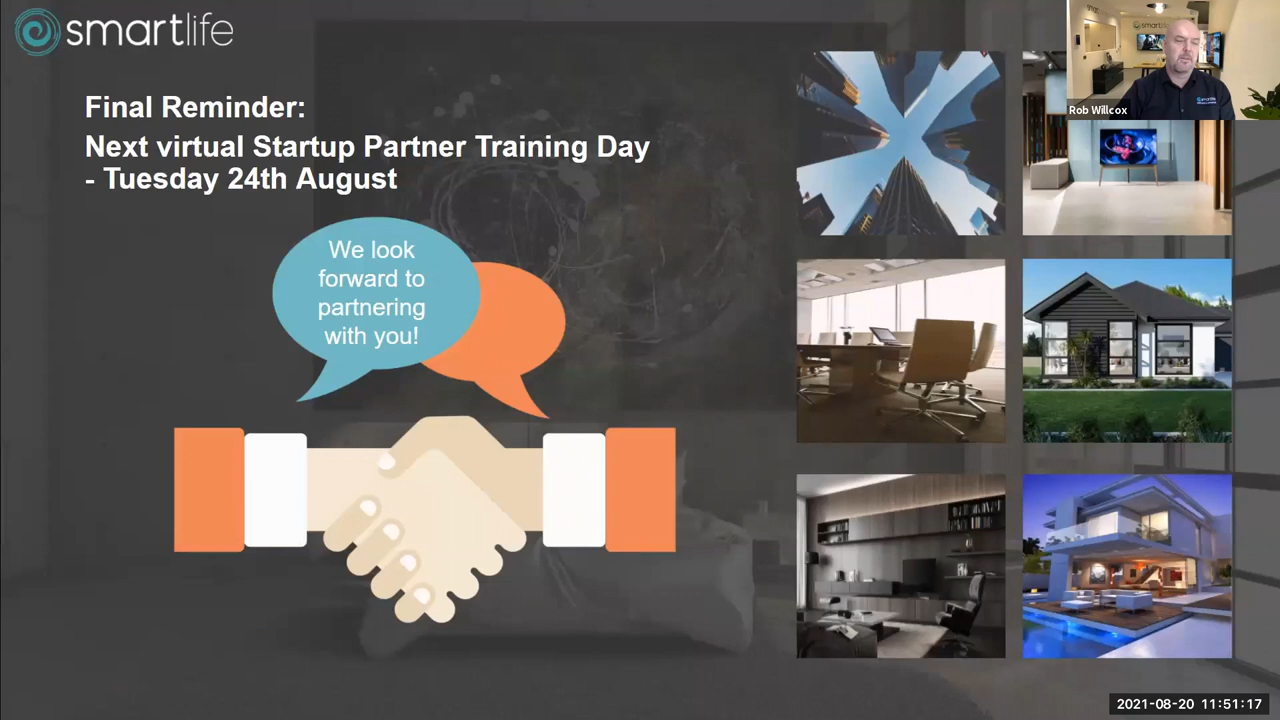 smartlife
Final Reminder:
Next virtual Startup Partner Training Day
- Tuesday 24th August
We look
forward to
partnering
with you!
Rob Willcox
2021-08-20 11:51:17